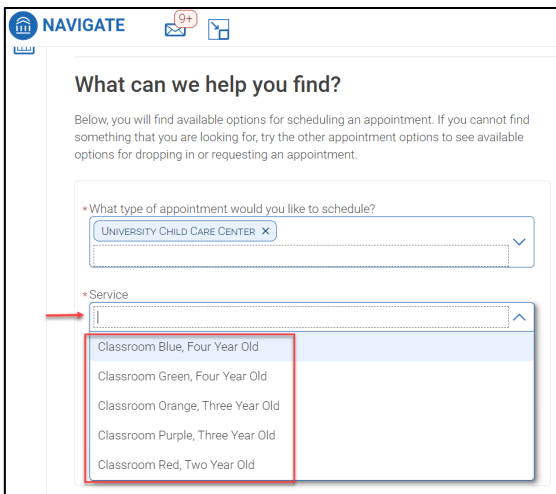 NAVIGATE
9+
What can we help you find?
Below, you will find available options for scheduling an appointment. If you cannot find
something that you are looking for, try the other appointment options to see available
options for dropping in or requesting an appointment.
* What type of appointment would you like to schedule?
UNIVERSITY CHILD CARE CENTER ×
* Service
Classroom Blue, Four Year Old
Classroom Green, Four Year Old
Classroom Orange, Three Year Old
Classroom Purple, Three Year Old
Classroom Red, Two Year Old